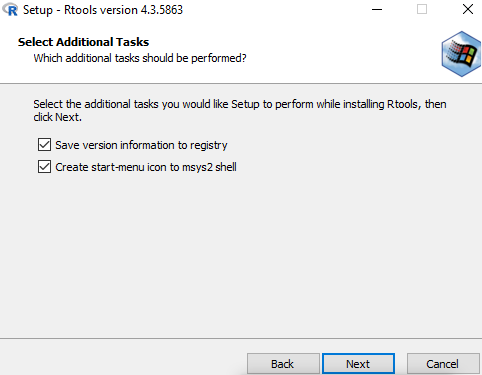 Setup - Rtools version 4.3.5863
Select Additional Tasks
Which additional tasks should be performed?
Select the additional tasks you would like Setup to perform while installing Rtools, then
click Next.
Save version information to registry
Create start-menu icon to msys2 shell
Back Next Cancel